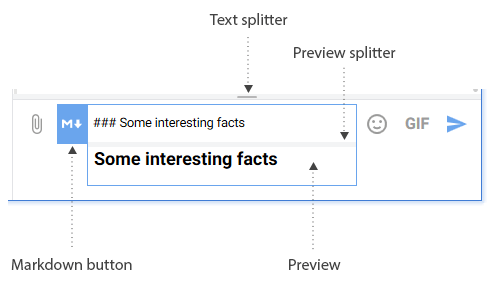 Text splitter
Preview splitter
M ### Some interesting facts GIF
Some interesting facts
Markdown button
Preview